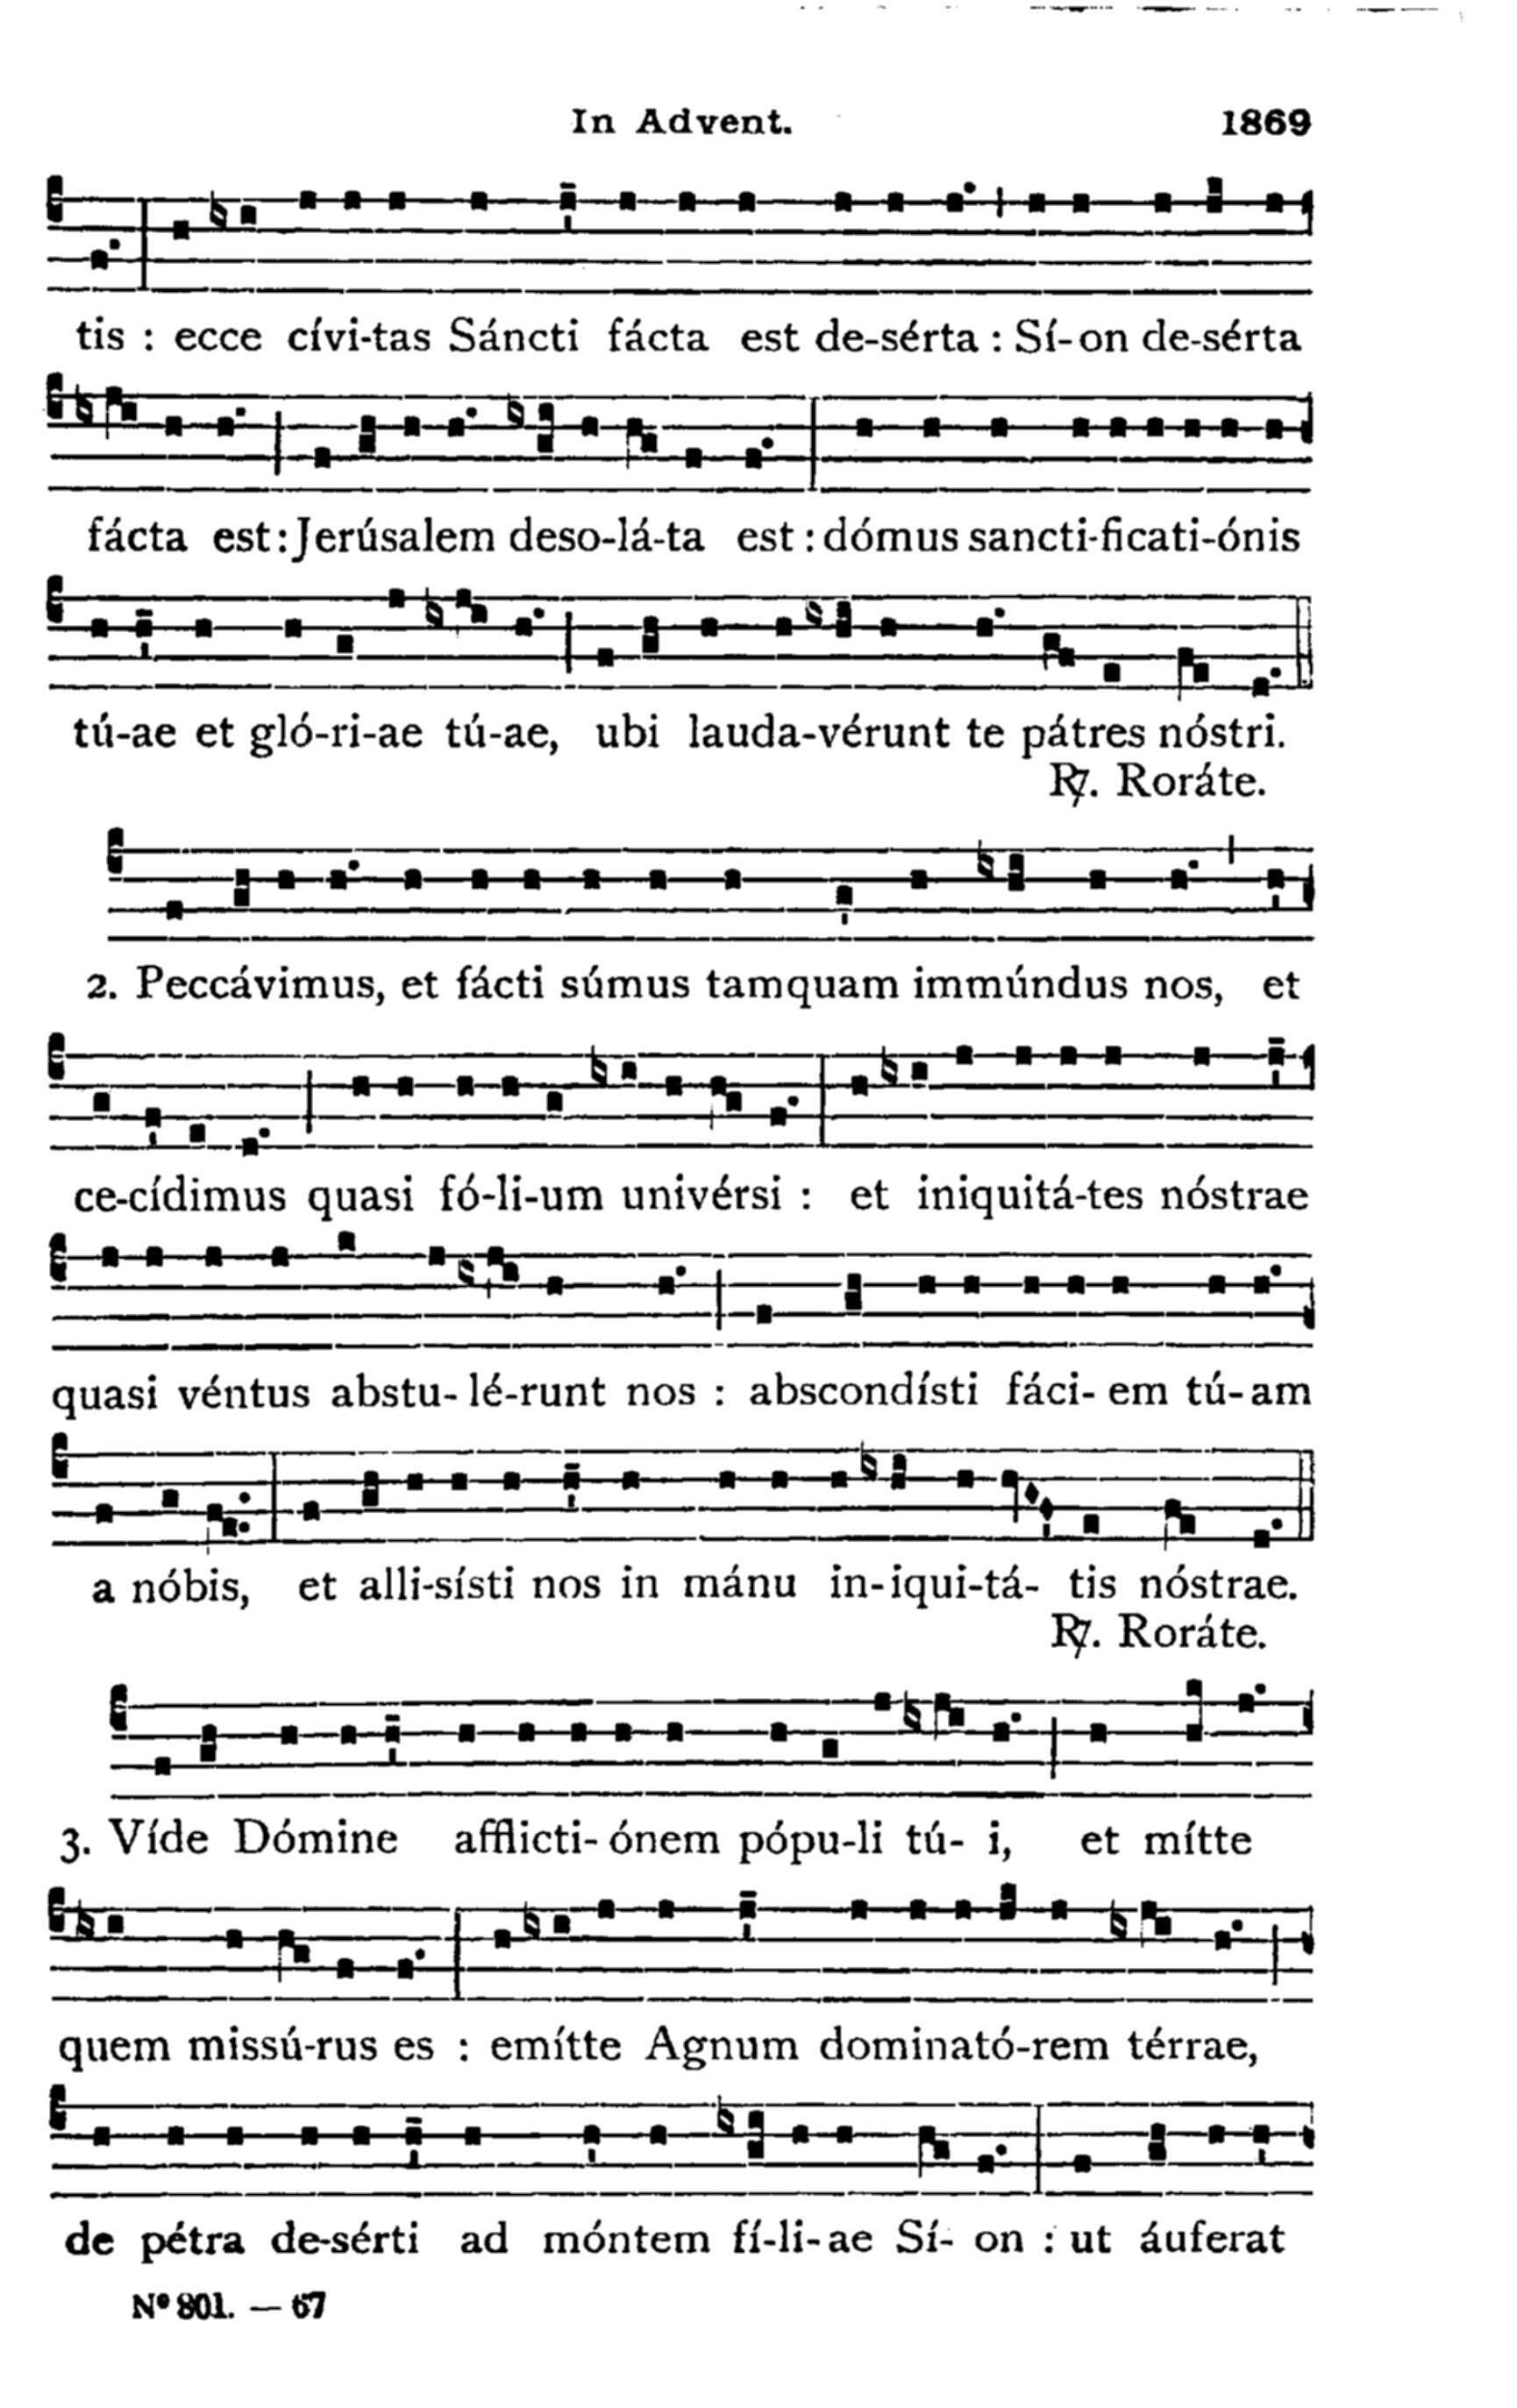 In Advent. 1869
tis : ecce cívi-tas Sáncti fácta est de-sérta : Sí-on de-sérta
fácta est : Jerúsalem deso-lá-ta est : dómus sancti-ficati-ónis
tú-ae et gló-ri-ae tú-ae, ubi lauda-vérunt te pátres nóstri.
℟. Roráte.
2. Peccávimus, et fácti súmus tamquam immúndus nos, et
ce-cídimus quasi fó-li-um univérsi : et iniquitá-tes nóstrae
quasi véntus abstu-lé-runt nos : abscondísti fáci-em tú-am
a nóbis, et alli-sísti nos in mánu in-iqui-tá-tis nóstrae.
℟. Roráte.
3. Víde Dómine afflicti-ónem pópu-li tú-i, et mítte
quem missú-rus es : emítte Agnum dominató-rem térrae,
de pétra de-sérti ad móntem fí-li-ae Sí-on : ut áuferat
Nº 801. — 67